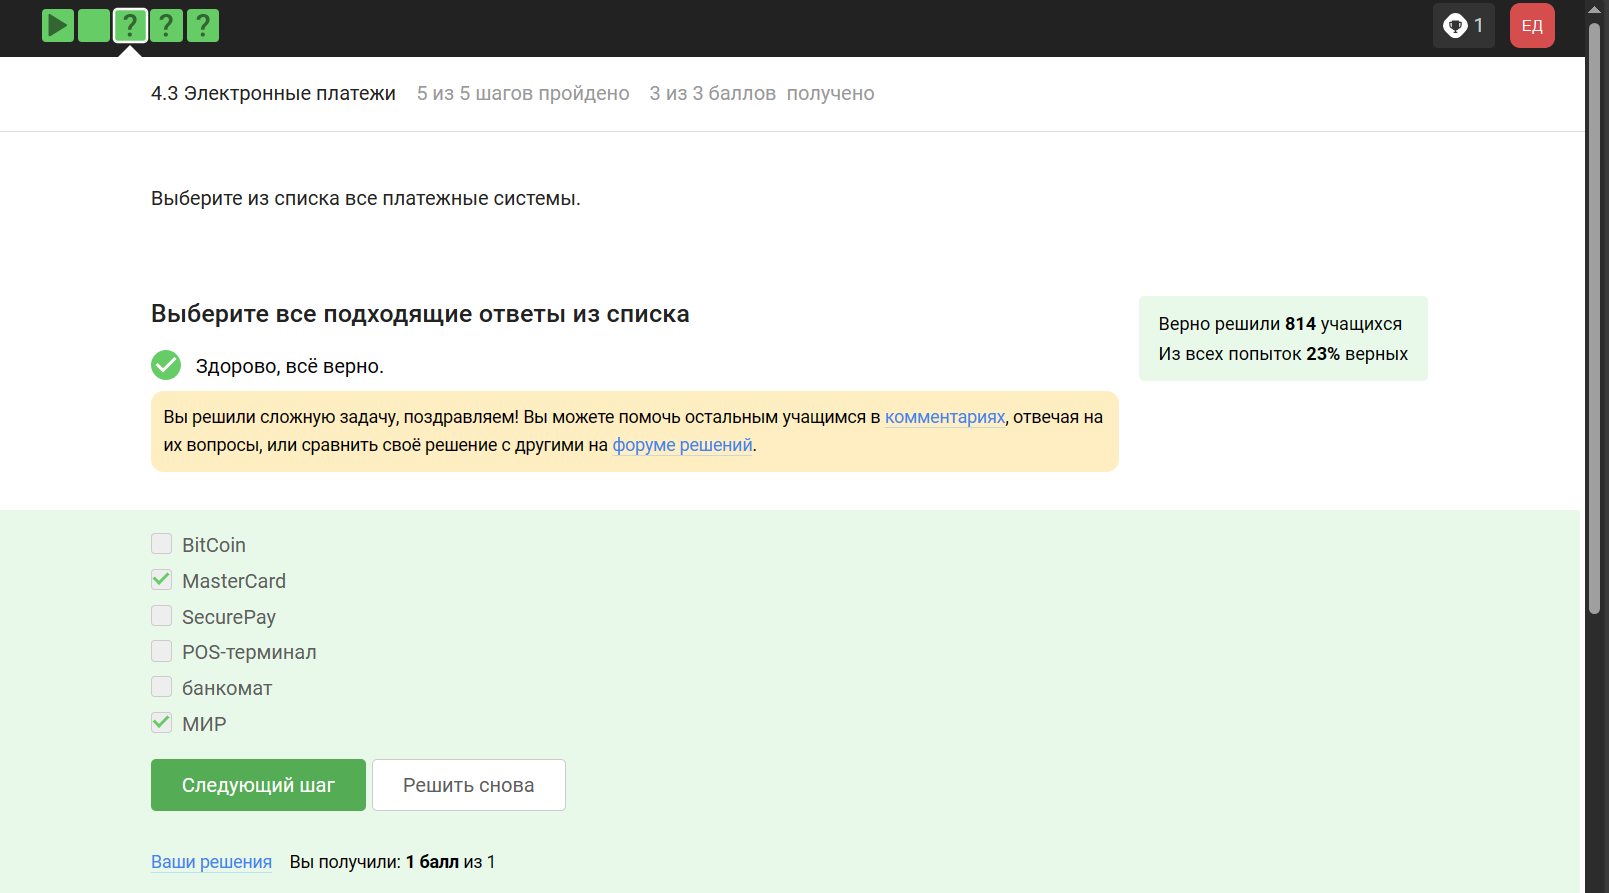 ? ? ?
1
ЕД
4.3 Электронные платежи 5 из 5 шагов пройдено 3 из 3 баллов получено
Выберите из списка все платежные системы.
Выберите все подходящие ответы из списка
Верно решили 814 учащихся
Из всех попыток 23% верных
Здорово, всё верно.
Вы решили сложную задачу, поздравляем! Вы можете помочь остальным учащимся в комментариях, отвечая на
их вопросы, или сравнить своё решение с другими на форуме решений.
BitCoin
MasterCard
SecurePay
POS-терминал
банкомат
МИР
Следующий шаг Решить снова
Ваши решения Вы получили: 1 балл из 1